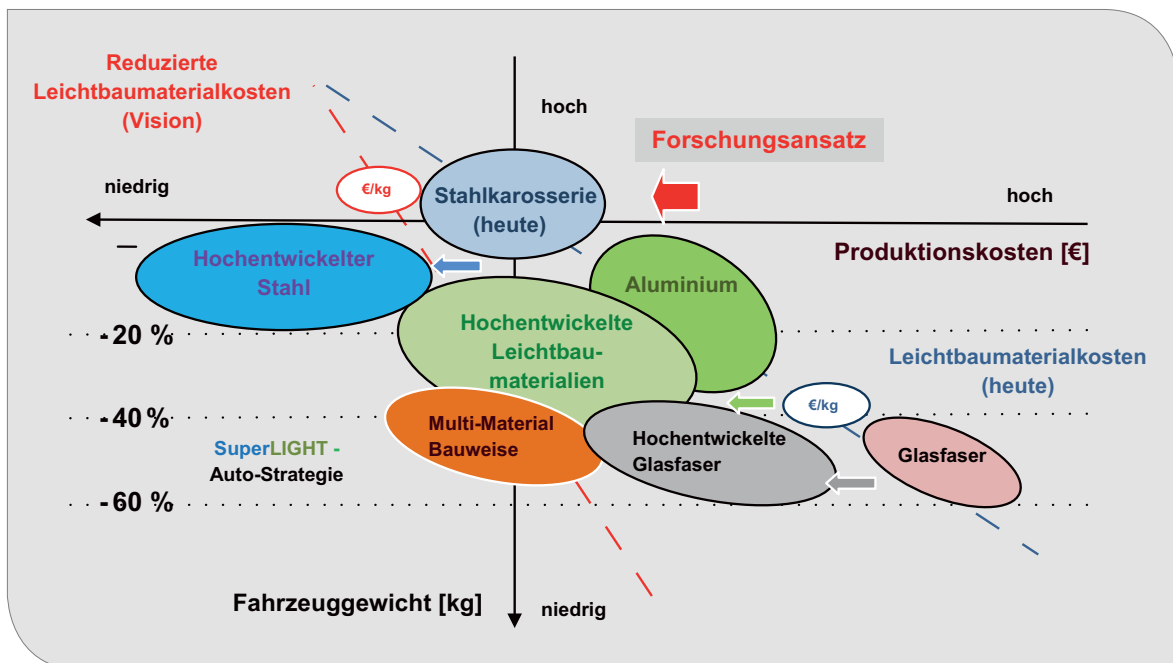 Reduzierte
Leichtbaumaterialkosten
(Vision)
hoch
Forschungsansatz
niedrig
€/kg
Stahlkarosserie
(heute)
hoch
Produktionskosten [€]
Hochentwickelter
Stahl
Aluminium
-20 %
Hochentwickelte
Leichtbau-
materialien
Leichtbaumaterialkosten
(heute)
€/kg
-40 %
Multi-Material
Bauweise
Hochentwickelte
Glasfaser
Glasfaser
SuperLIGHT -
Auto-Strategie
-60 %
Fahrzeuggewicht [kg]
niedrig